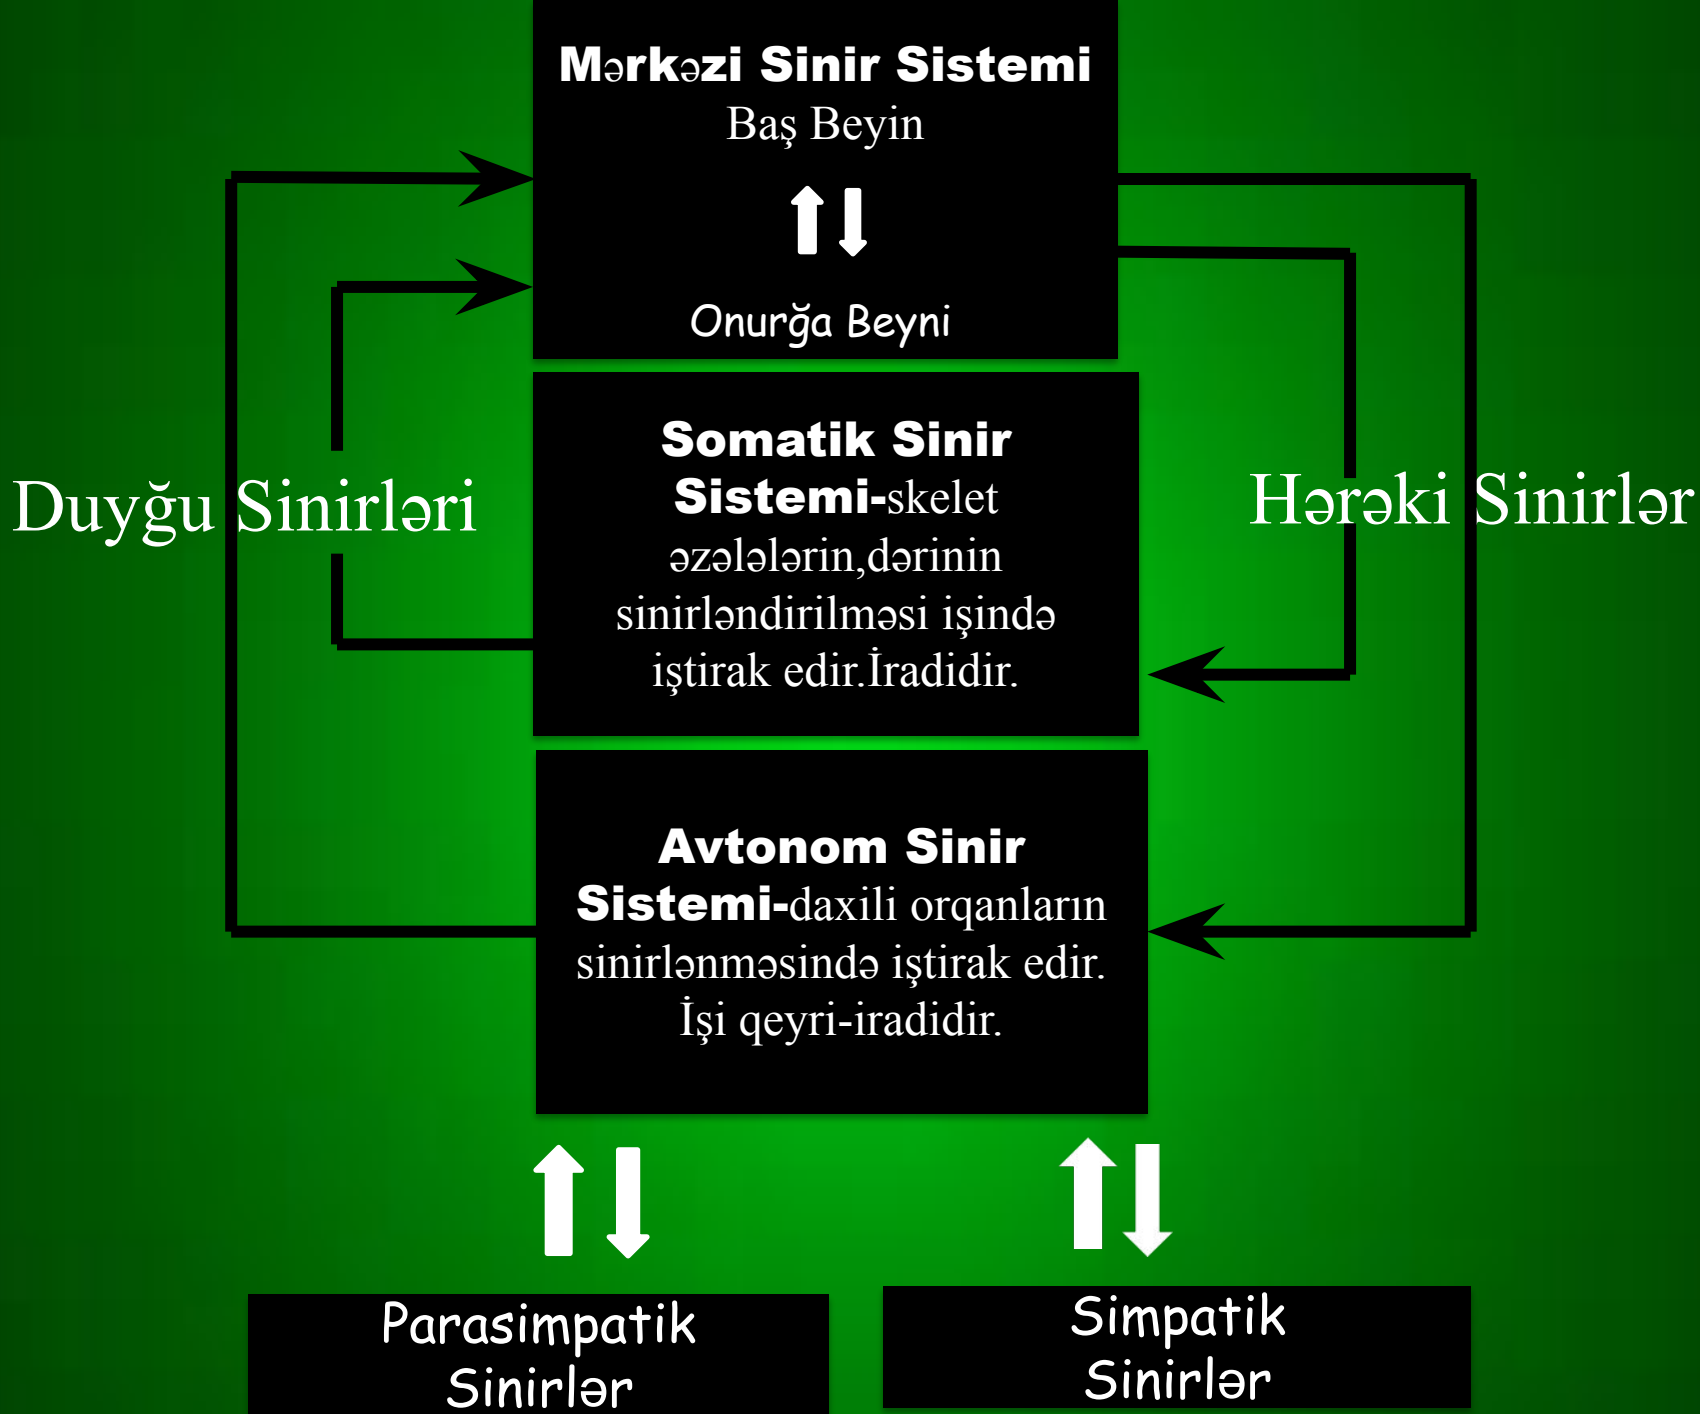 Mərkəzi Sinir Sistemi
Baş Beyin
Onurğa Beyni
Somatik Sinir
Sistemi-skelet
əzələlərin,dərinin
sinirləndirilməsi işində
iştirak edir.İradidir.
Duyğu Sinirləri
Hərəki Sinirlər
Avtonom Sinir
Sistemi-daxili orqanların
sinirlənməsində iştirak edir.
İşi qeyri-iradidir.
Parasimpatik
Sinirlər
Simpatik
Sinirlər